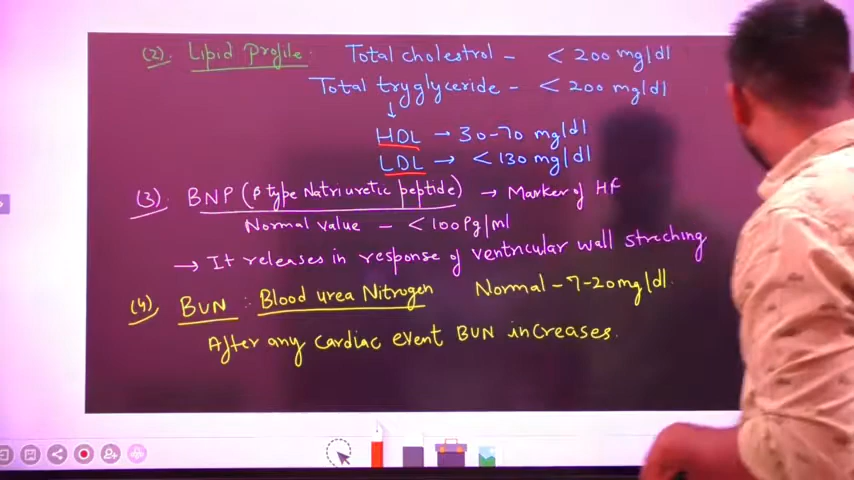 (2). Lipid Profile. Total cholestrol - < 200 mg/dl
Total tryglyceride - < 200 mg/dl
↓
HDL → 30-70 mg/dl
LDL → < 130 mg/dl
(3) BNP (β type Natriuretic peptide) → Marker of HF
Normal value - < 100 Pg/ml
→ It releases in response of ventricular wall streching
(4) BUN : Blood urea Nitrogen Normal - 7-20 mg/dl.
After any cardiac event BUN increases.